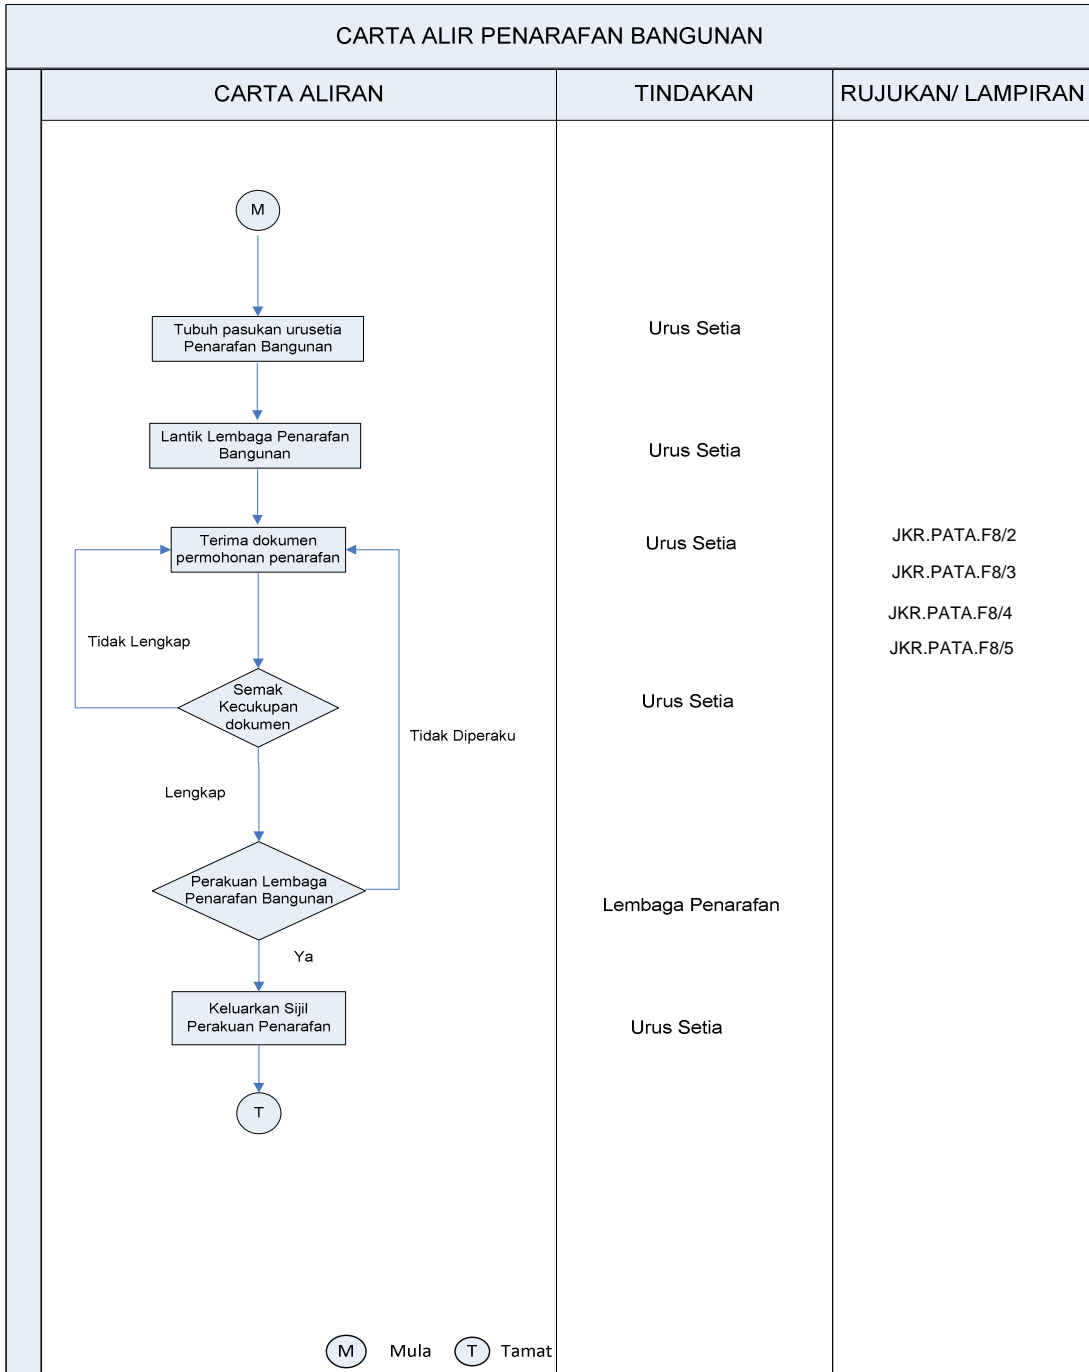 CARTA ALIR PENARAFAN BANGUNAN
CARTA ALIRAN
TINDAKAN
RUJUKAN/ LAMPIRAN
M
Tubuh pasukan urusetia
Penarafan Bangunan
Urus Setia
Lantik Lembaga Penarafan
Bangunan
Urus Setia
Terima dokumen
permohonan penarafan
Urus Setia
JKR.PATA.F8/2
JKR.PATA.F8/3
JKR.PATA.F8/4
JKR.PATA.F8/5
Tidak Lengkap
Semak
Kecukupan
dokumen
Urus Setia
Tidak Diperaku
Lengkap
Perakuan Lembaga
Penarafan Bangunan
Lembaga Penarafan
Ya
Keluarkan Sijil
Perakuan Penarafan
Urus Setia
T
M Mula T Tamat